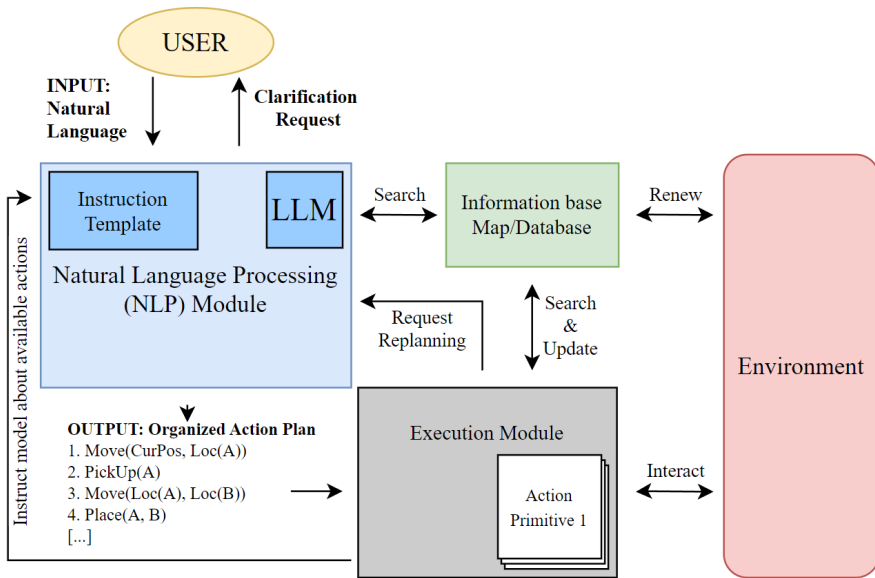 USER
INPUT:
Natural
Language
Clarification
Request
Instruction
Template
LLM
Natural Language Processing
(NLP) Module
Search
Information base
Map/Database
Renew
Request
Replanning
Search
&
Update
Environment
Instruct model about available actions
OUTPUT: Organized Action Plan
1. Move(CurPos, Loc(A))
2. PickUp(A)
3. Move(Loc(A), Loc(B))
4. Place(A, B)
[...]
Execution Module
Action
Primitive 1
Interact